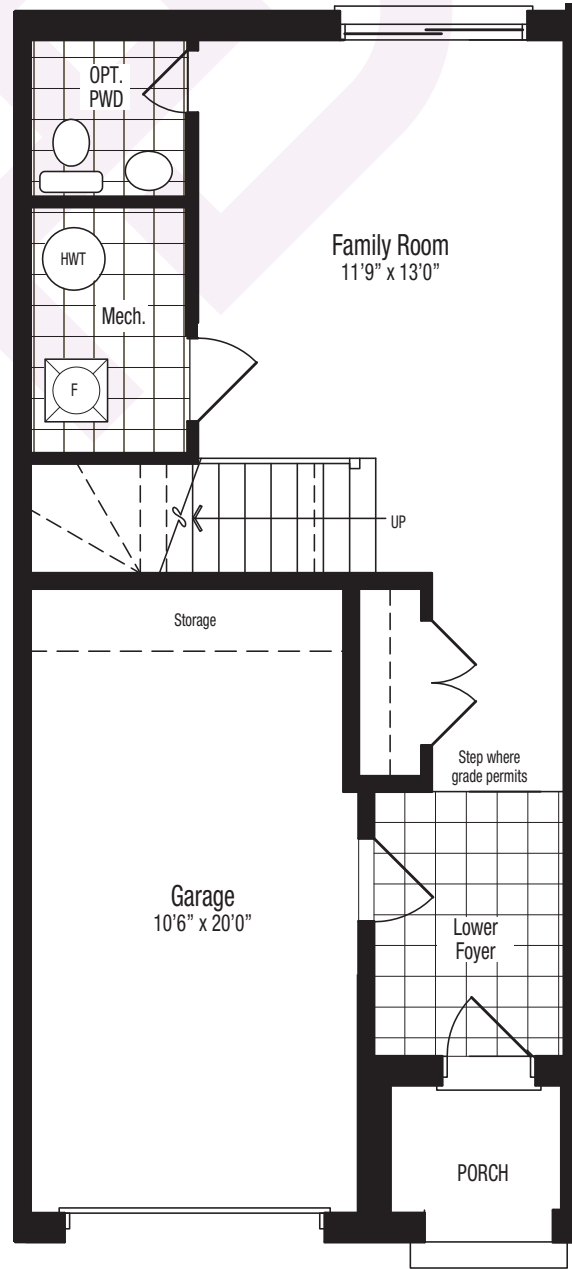 OPT.
PWD
Family Room
11’9” x 13’0”
HWT
Mech.
F
UP
Storage
Step where
grade permits
Garage
10’6” x 20’0”
Lower
Foyer
PORCH